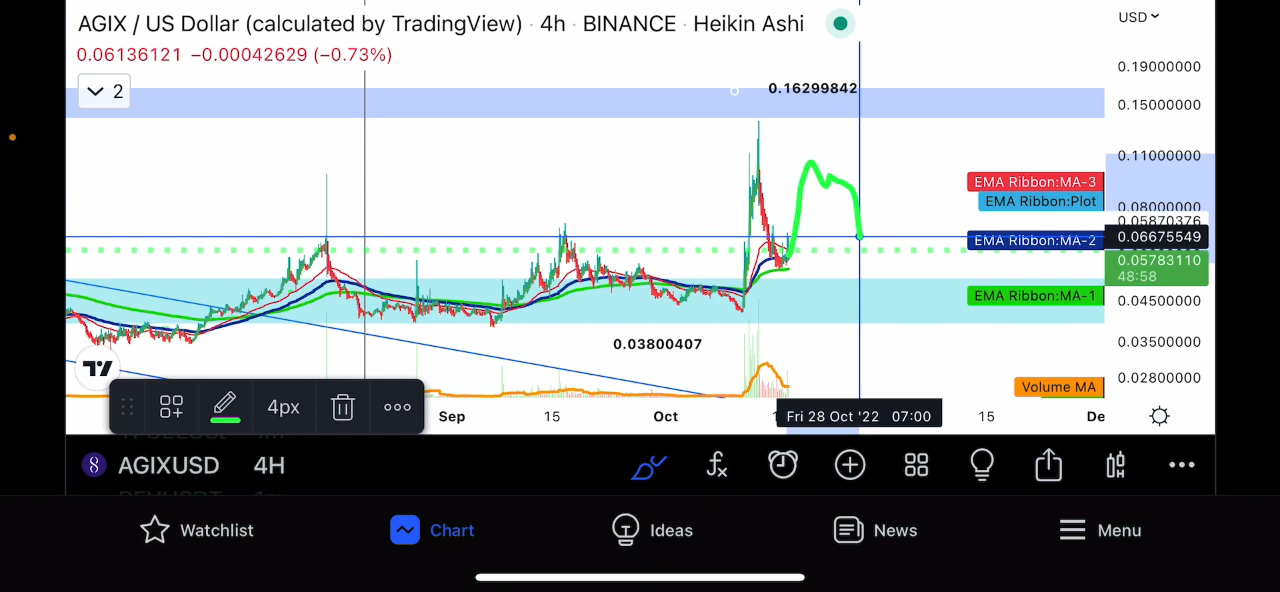 AGIX / US Dollar (calculated by TradingView) · 4h · BINANCE · Heikin Ashi
USD
0.06136121 −0.00042629 (−0.73%)
2
0.16299842
0.19000000
0.15000000
0.11000000
EMA Ribbon:MA-3
EMA Ribbon:Plot
0.08000000
0.05870376
EMA Ribbon:MA-2
0.06675549
0.05783110
48:58
EMA Ribbon:MA-1
0.04500000
0.03800407
0.03500000
0.02800000
Volume MA
4px
Sep
15
Oct
Fri 28 Oct '22 07:00
15
De
AGIXUSD 4H
Watchlist
Chart
Ideas
News
Menu